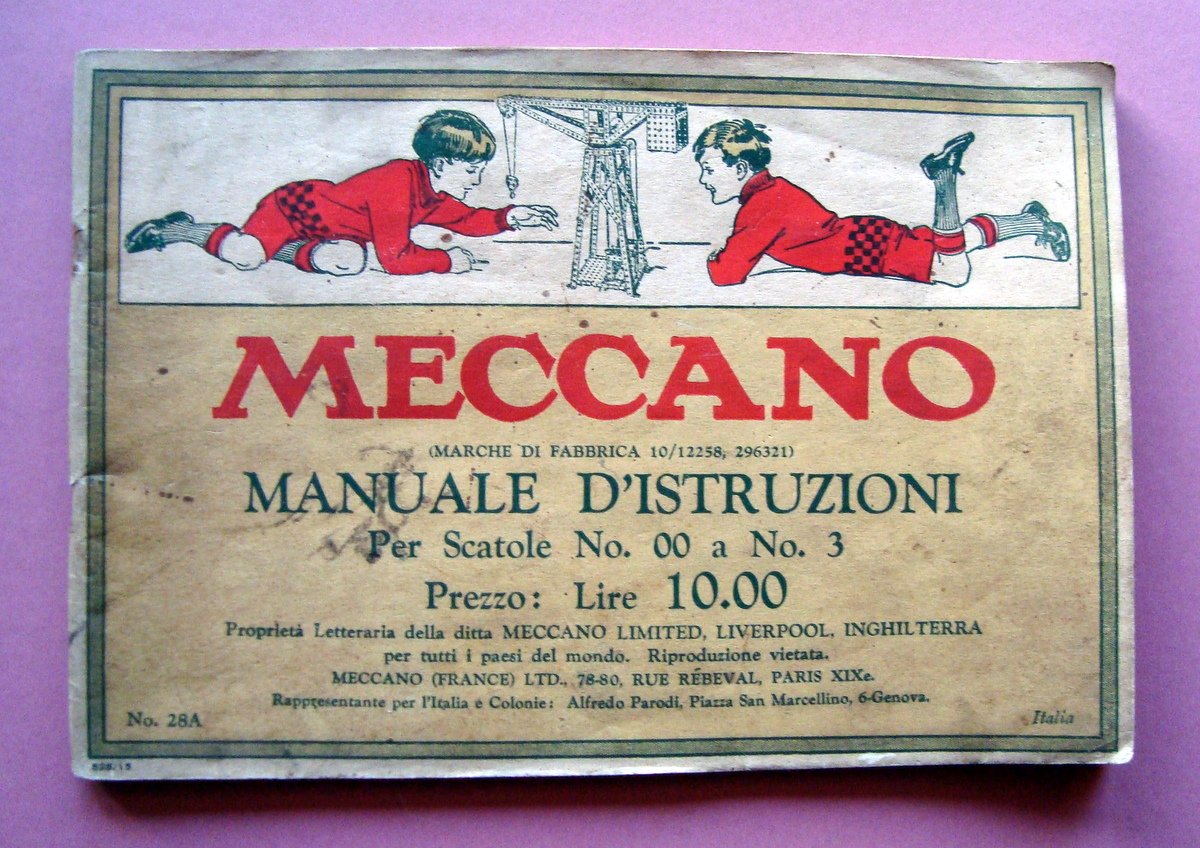 MECCANO
(MARCHE DI FABBRICA 10/12258, 296321)
MANUALE D'ISTRUZIONI
Per Scatole No. 00 a No. 3
Prezzo: Lire 10.00
Proprietà Letteraria della ditta MECCANO LIMITED, LIVERPOOL, INGHILTERRA
per tutti i paesi del mondo. Riproduzione vietata.
MECCANO (FRANCE) LTD., 78-80, RUE RÉBEVAL, PARIS XIXe.
Rappresentante per l'Italia e Colonie: Alfredo Parodi, Piazza San Marcellino, 6-Genova.
No. 28A
Italia